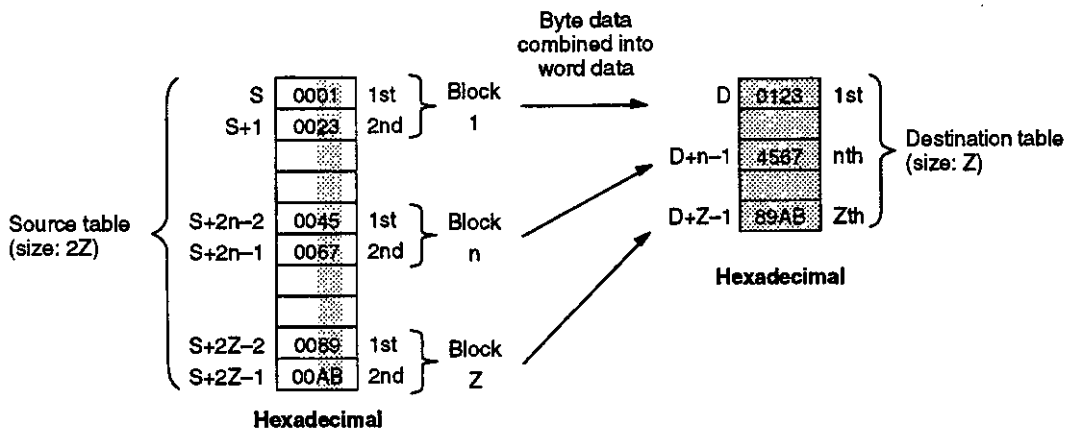 Byte data
combined into
word data
S 0001 1st
S+1 0023 2nd
Block
1
D 0123 1st
D+n–1 4567 nth
D+Z–1 89AB Zth
Destination table
(size: Z)
Hexadecimal
Source table
(size: 2Z)
S+2n–2 0045 1st
S+2n–1 0067 2nd
Block
n
S+2Z–2 0089 1st
S+2Z–1 00AB 2nd
Block
Z
Hexadecimal